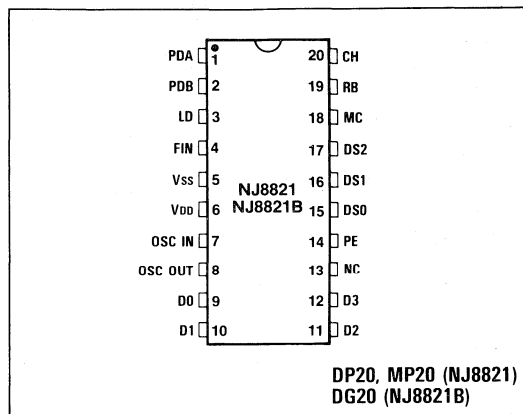 PDA 1 20 CH
PDB 2 19 RB
LD 3 18 MC
FIN 4 17 DS2
VSS 5 16 DS1
NJ8821
NJ8821B
VDD 6 15 DS0
OSC IN 7 14 PE
OSC OUT 8 13 NC
D0 9 12 D3
D1 10 11 D2
DP20, MP20 (NJ8821)
DG20 (NJ8821B)